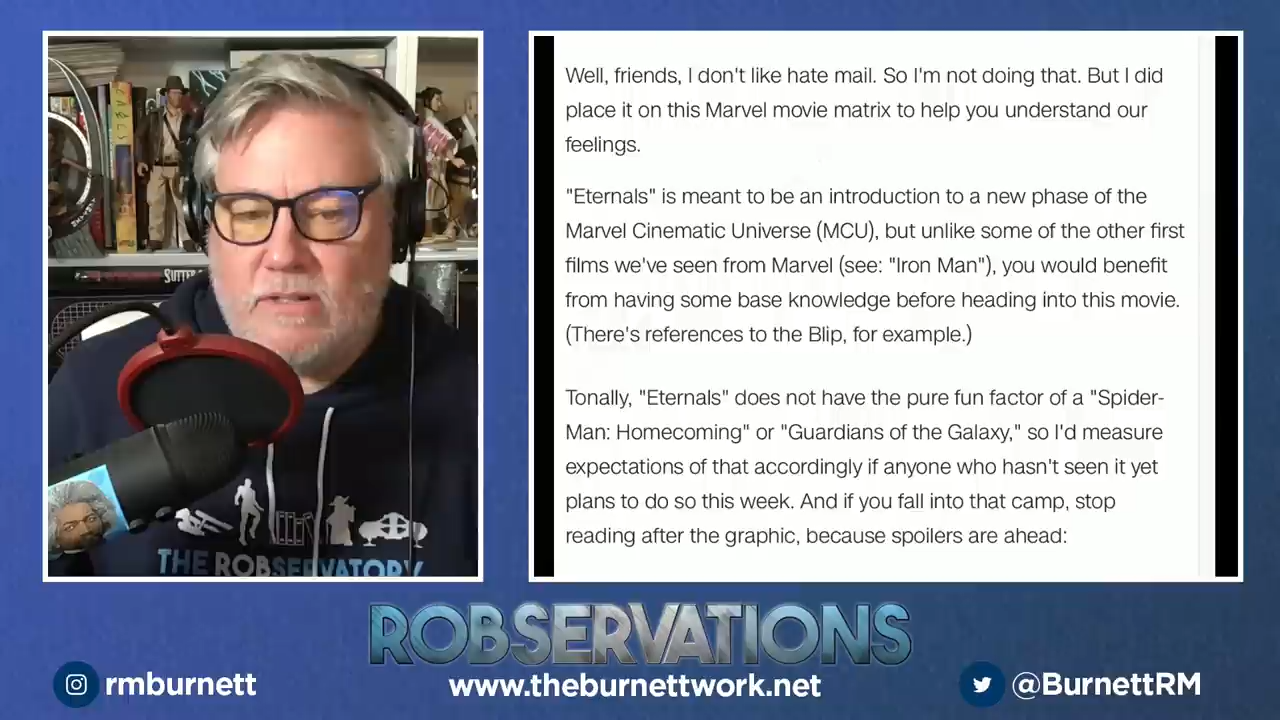 Well, friends, I don't like hate mail. So I'm not doing that. But I did
place it on this Marvel movie matrix to help you understand our
feelings.
"Eternals" is meant to be an introduction to a new phase of the
Marvel Cinematic Universe (MCU), but unlike some of the other first
films we've seen from Marvel (see: "Iron Man"), you would benefit
from having some base knowledge before heading into this movie.
(There's references to the Blip, for example.)
Tonally, "Eternals" does not have the pure fun factor of a "Spider-
Man: Homecoming" or "Guardians of the Galaxy," so I'd measure
expectations of that accordingly if anyone who hasn't seen it yet
plans to do so this week. And if you fall into that camp, stop
reading after the graphic, because spoilers are ahead:
THE ROBSERVATORY
ROBSERVATIONS
rmburnett
www.theburnettwork.net
@BurnettRM